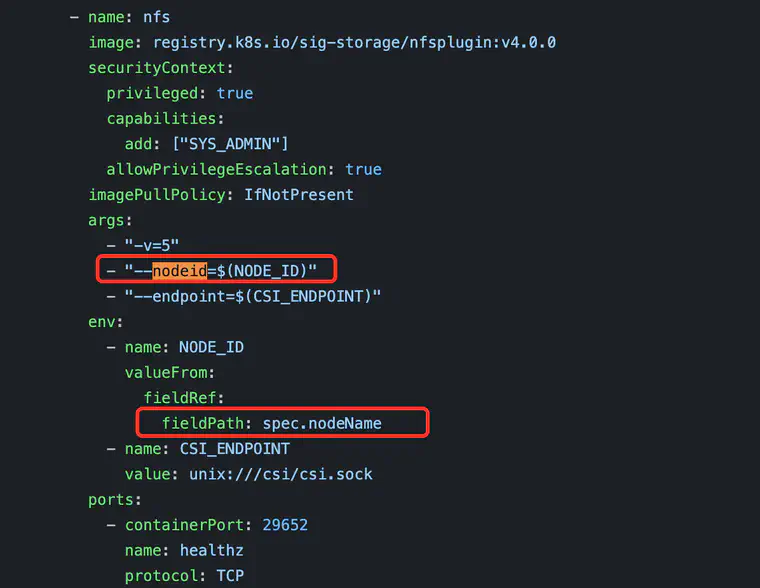 - name: nfs
image: registry.k8s.io/sig-storage/nfsplugin:v4.0.0
securityContext:
privileged: true
capabilities:
add: ["SYS_ADMIN"]
allowPrivilegeEscalation: true
imagePullPolicy: IfNotPresent
args:
- "-v=5"
- "--nodeid=$(NODE_ID)"
- "--endpoint=$(CSI_ENDPOINT)"
env:
- name: NODE_ID
valueFrom:
fieldRef:
fieldPath: spec.nodeName
- name: CSI_ENDPOINT
value: unix:///csi/csi.sock
ports:
- containerPort: 29652
name: healthz
protocol: TCP